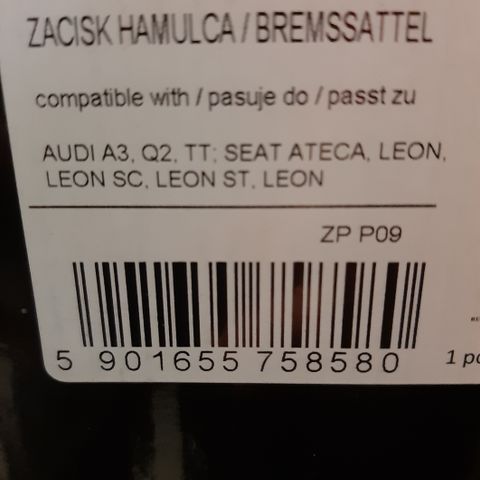 ZACISK HAMULCA / BREMSSATTEL
compatible with / pasuje do / passt zu
AUDI A3, Q2, TT; SEAT ATECA, LEON,
LEON SC, LEON ST, LEON
ZP P09
5 901655 758580
1